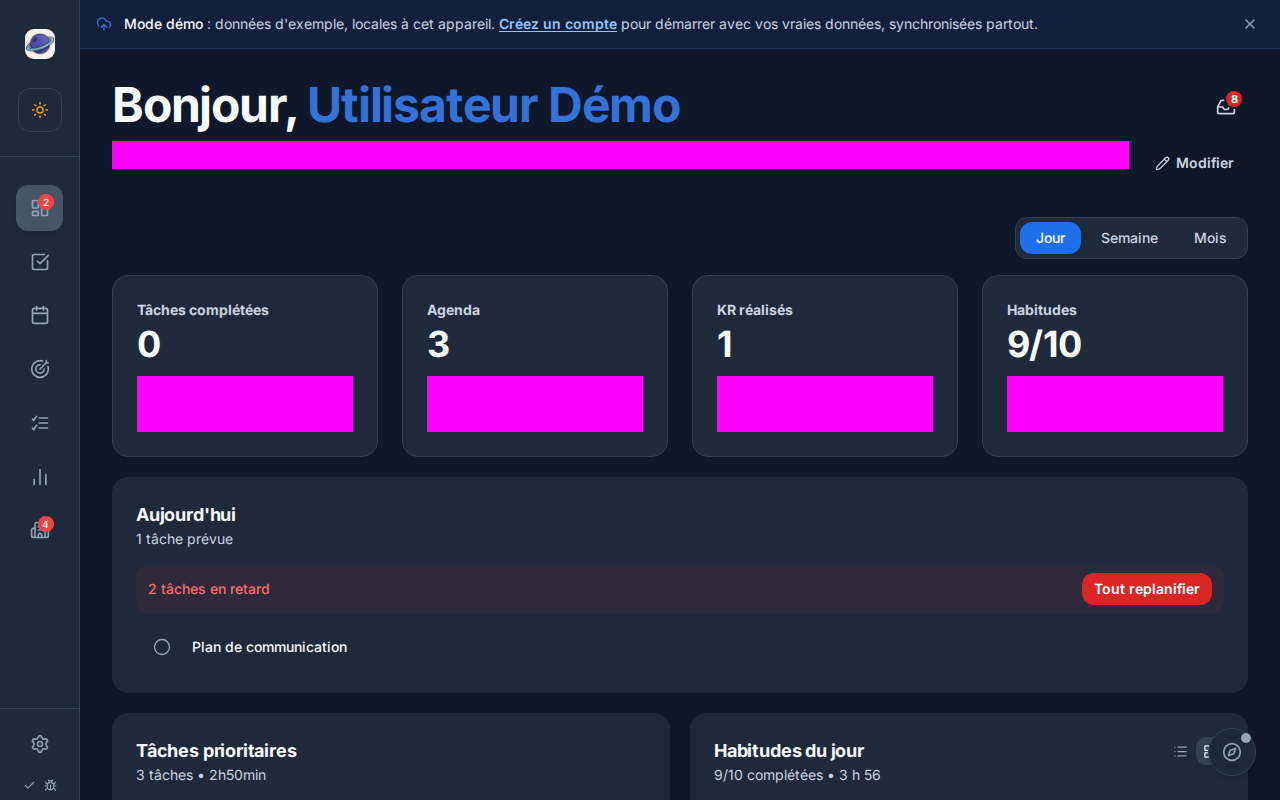 Mode démo : données d'exemple, locales à cet appareil. Créez un compte pour démarrer avec vos vraies données, synchronisées partout.
Bonjour, Utilisateur Démo
8
Modifier
2
Jour
Semaine
Mois
Tâches complétées
0
Agenda
3
KR réalisés
1
Habitudes
9/10
4
Aujourd'hui
1 tâche prévue
2 tâches en retard
Tout replanifier
Plan de communication
Tâches prioritaires
3 tâches • 2h50min
Habitudes du jour
9/10 complétées • 3 h 56